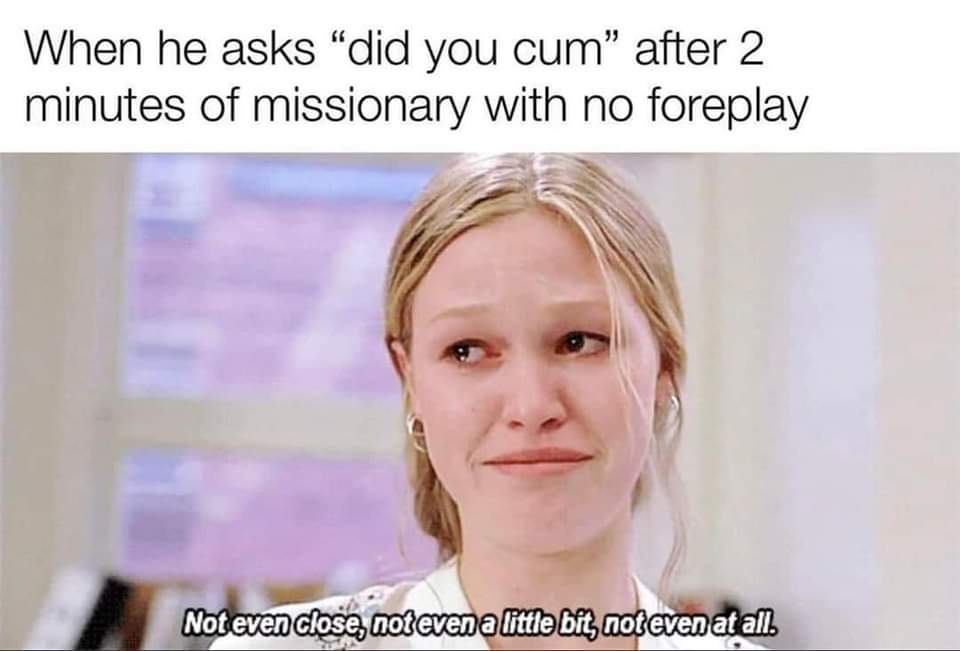 When he asks “did you cum” after 2
minutes of missionary with no foreplay
Not even close, not even a little bit, not even at all.